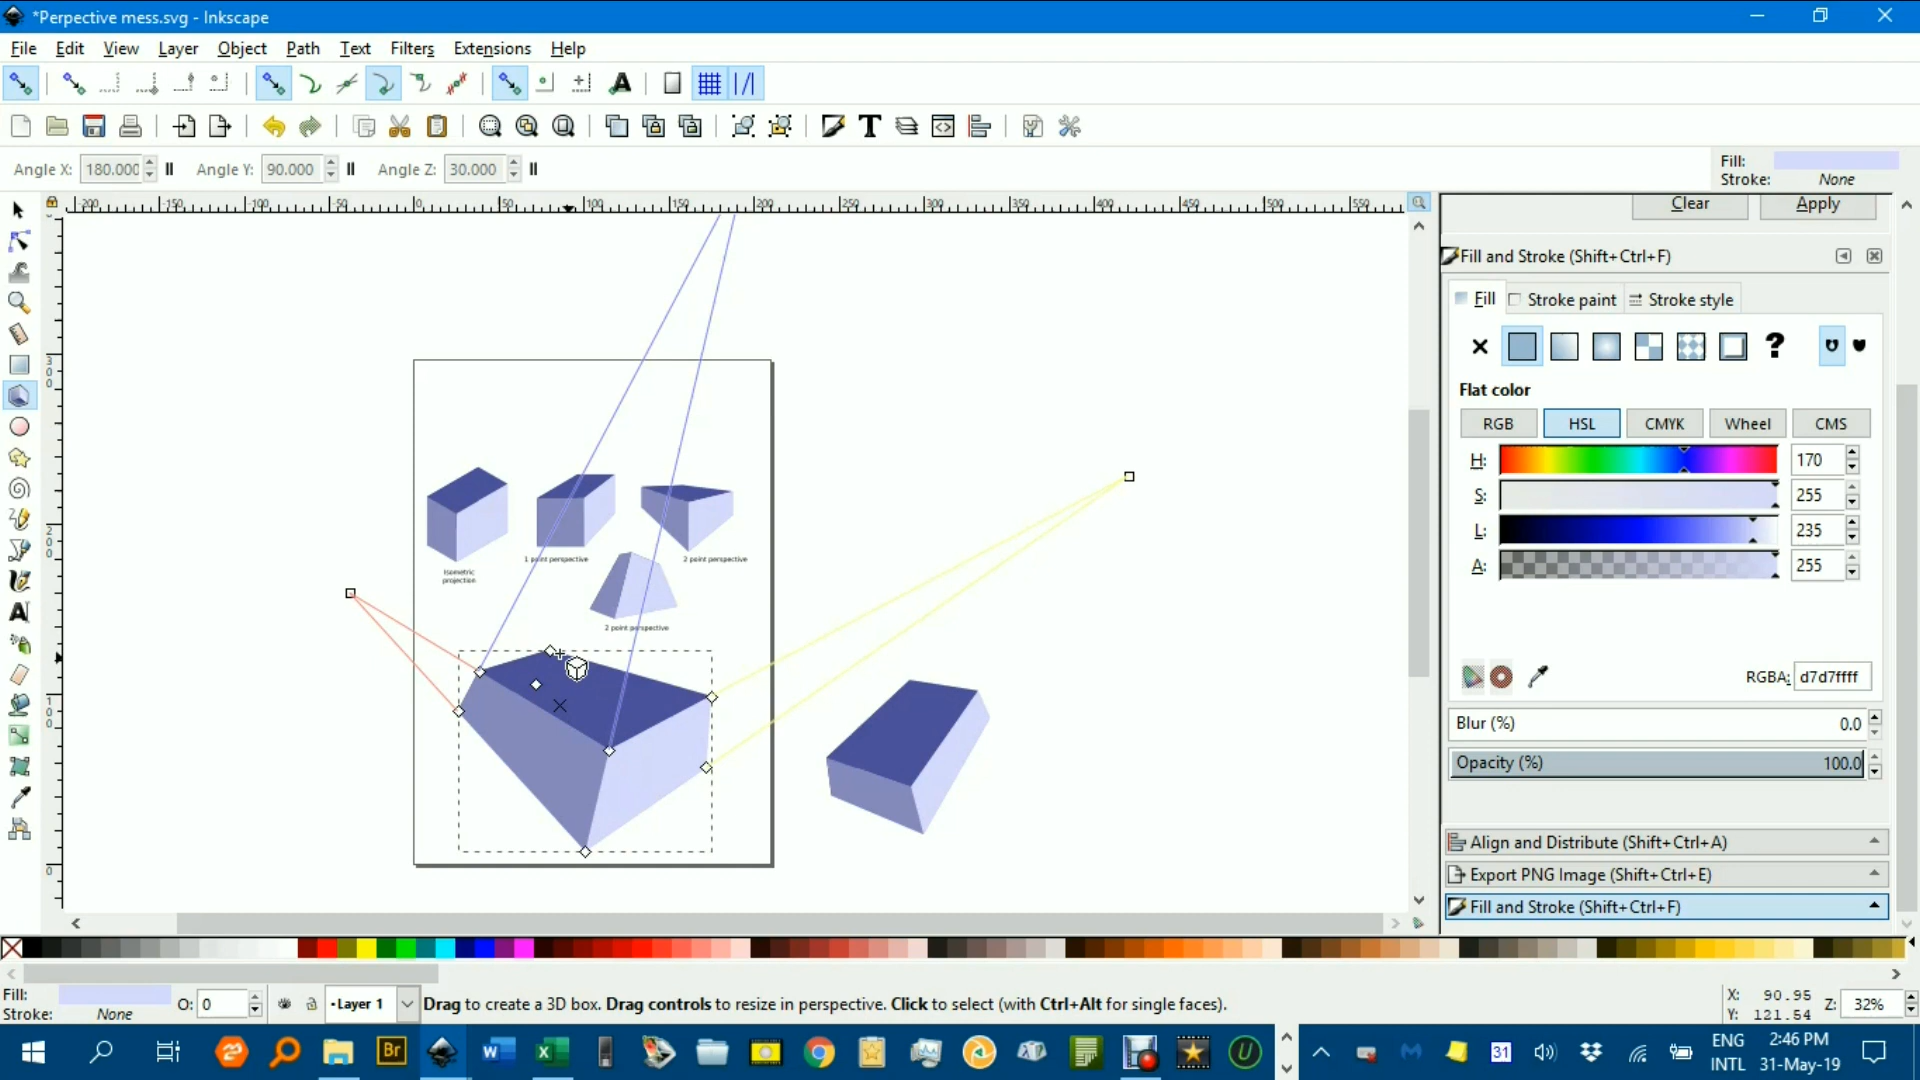 *Perpective mess.svg - Inkscape
File Edit View Layer Object Path Text Filters Extensions Help
Angle X: 180.000 Angle Y: 90.000 Angle Z: 30.000
Fill:
Stroke: None
Clear Apply
Fill and Stroke (Shift+Ctrl+F)
Fill Stroke paint Stroke style
Flat color
RGB HSL CMYK Wheel CMS
H: 170
S: 255
L: 235
A: 255
RGBA: d7d7ffff
Blur (%) 0.0
Opacity (%) 100.0
Align and Distribute (Shift+Ctrl+A)
Export PNG Image (Shift+Ctrl+E)
Fill and Stroke (Shift+Ctrl+F)
Isometric
projection
1 point perspective
2 point perspective
2 point perspective
Fill:
Stroke: None
O: 0
•Layer 1
Drag to create a 3D box. Drag controls to resize in perspective. Click to select (with Ctrl+Alt for single faces).
X: 90.95
Y: 121.54
Z: 32%
Br
31
ENG
INTL
2:46 PM
31-May-19